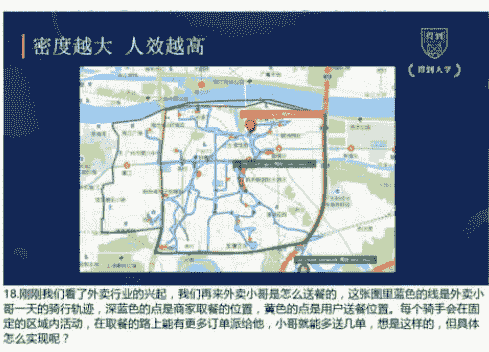 密度越大 人效越高
得到
(得到大学)
18.刚刚我们看了外卖行业的兴起，我们再来外卖小哥是怎么送餐的，这张图里蓝色的线是外卖小
哥一天的骑行轨迹，深蓝色的点是商家取餐的位置，黄色的点是用户送餐位置。每个骑手会在固
定的区域内活动，在取餐的路上能有更多订单派给他，小哥就能多送几单，想是这样的，但具体
怎么实现呢？